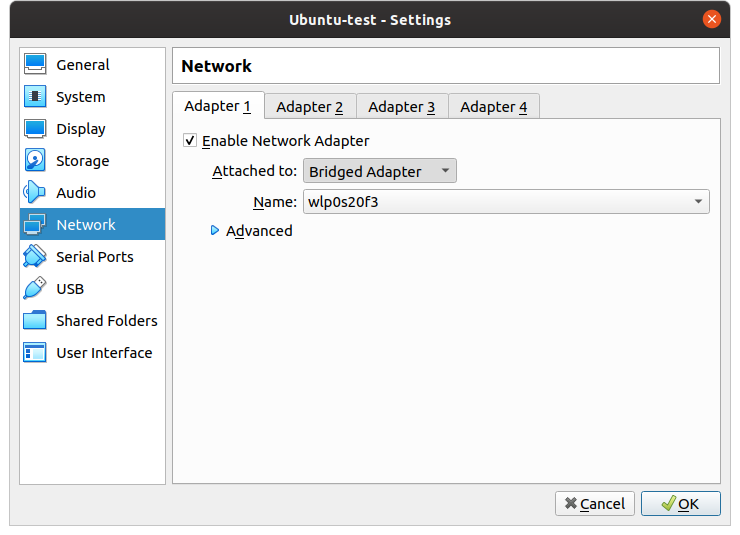 Ubuntu-test - Settings
General
System
Display
Storage
Audio
Network
Serial Ports
USB
Shared Folders
User Interface
Network
Adapter 1
Adapter 2
Adapter 3
Adapter 4
Enable Network Adapter
Attached to: Bridged Adapter
Name: wlp0s20f3
Advanced
Cancel
OK